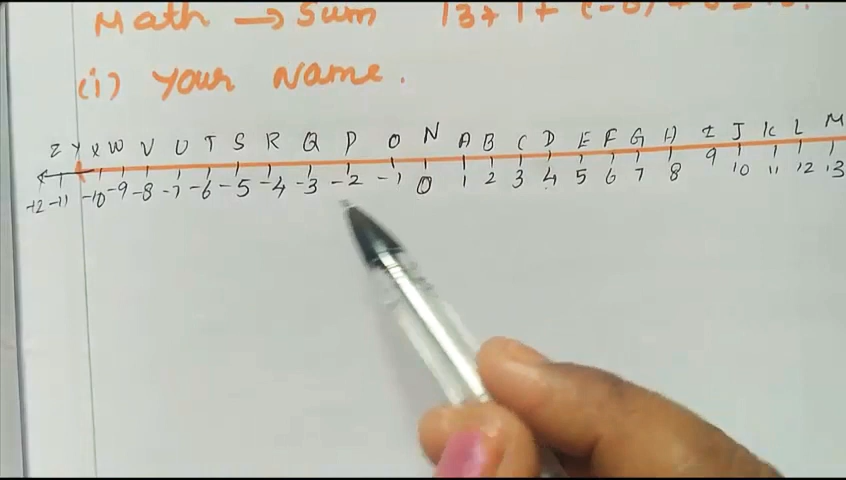 Math → Sum 13 + 1 +
(i) Your Name.
Z Y X W V U T S R Q P O N A B C D E F G H I J K L M
-12 -11 -10 -9 -8 -7 -6 -5 -4 -3 -2 -1 0 1 2 3 4 5 6 7 8 9 10 11 12 13